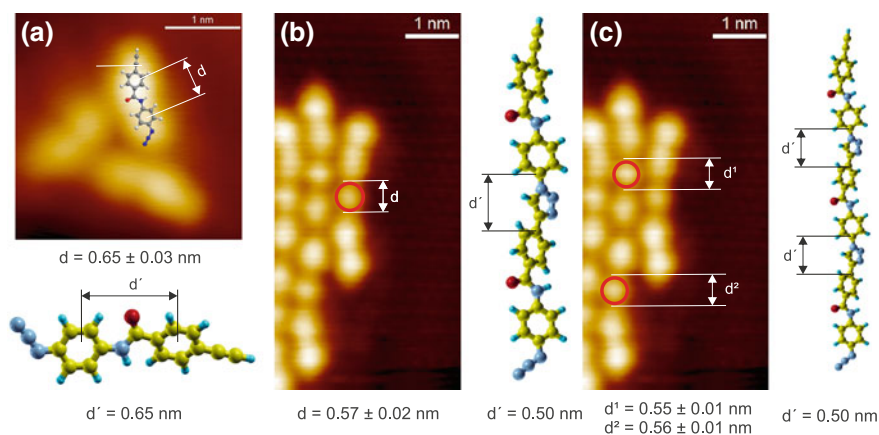 (a)
1 nm
d
d = 0.65 ± 0.03 nm
d´
d´ = 0.65 nm
(b)
1 nm
d
d´
d = 0.57 ± 0.02 nm
d´ = 0.50 nm
(c)
1 nm
d¹
d²
d´
d´
d¹ = 0.55 ± 0.01 nm
d² = 0.56 ± 0.01 nm
d´ = 0.50 nm